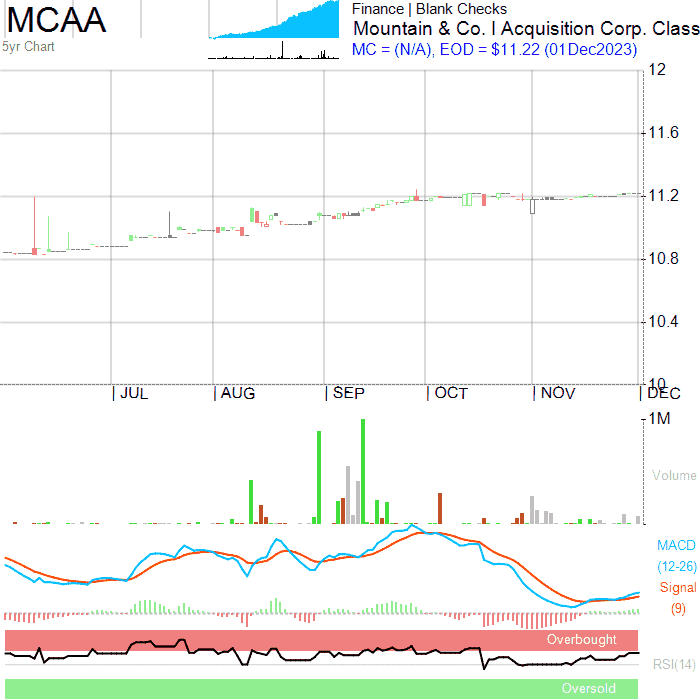 MCAA
5yr Chart
Finance | Blank Checks
Mountain & Co. I Acquisition Corp. Class
MC = (N/A), EOD = $11.22 (01Dec2023)
12
11.6
11.2
10.8
10.4
10
| JUL | AUG | SEP | OCT | NOV | DEC
1M
Volume
MACD
(12-26)
Signal
(9)
Overbought
RSI(14)
Oversold